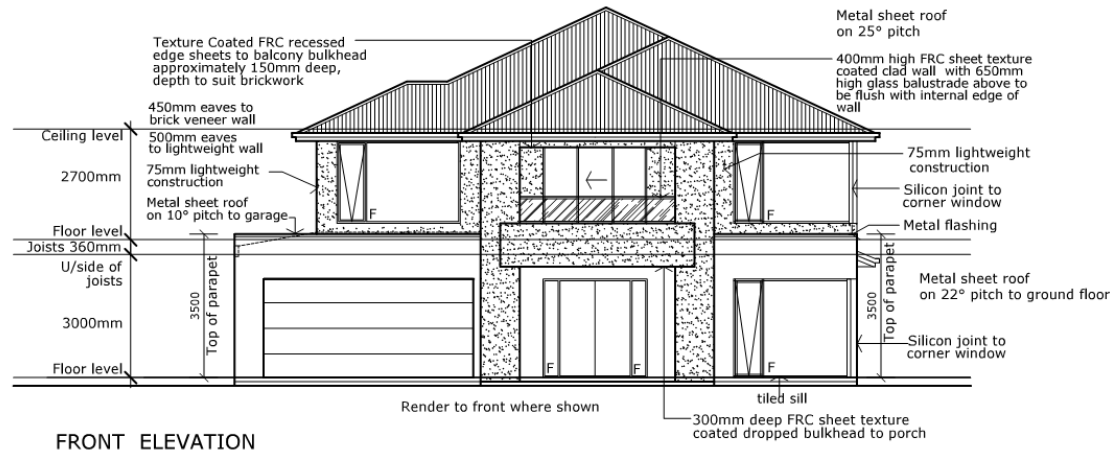 Metal sheet roof
on 25° pitch
Texture Coated FRC recessed
edge sheets to balcony bulkhead
approximately 150mm deep,
depth to suit brickwork
400mm high FRC sheet texture
coated clad wall with 650mm
high glass balustrade above to
be flush with internal edge of
wall
450mm eaves to
brick veneer wall
Ceiling level
500mm eaves
to lightweight wall
2700mm
75mm lightweight
construction
75mm lightweight
construction
Metal sheet roof
on 10° pitch to garage
Silicon joint to
corner window
F
F
Floor level
Metal flashing
Joists 360mm
U/side of
joists
Metal sheet roof
on 22° pitch to ground floor
3500
Top of parapet
3500
Top of parapet
3000mm
Silicon joint to
corner window
Floor level
F
F
F
tiled sill
Render to front where shown
300mm deep FRC sheet texture
coated dropped bulkhead to porch
FRONT ELEVATION